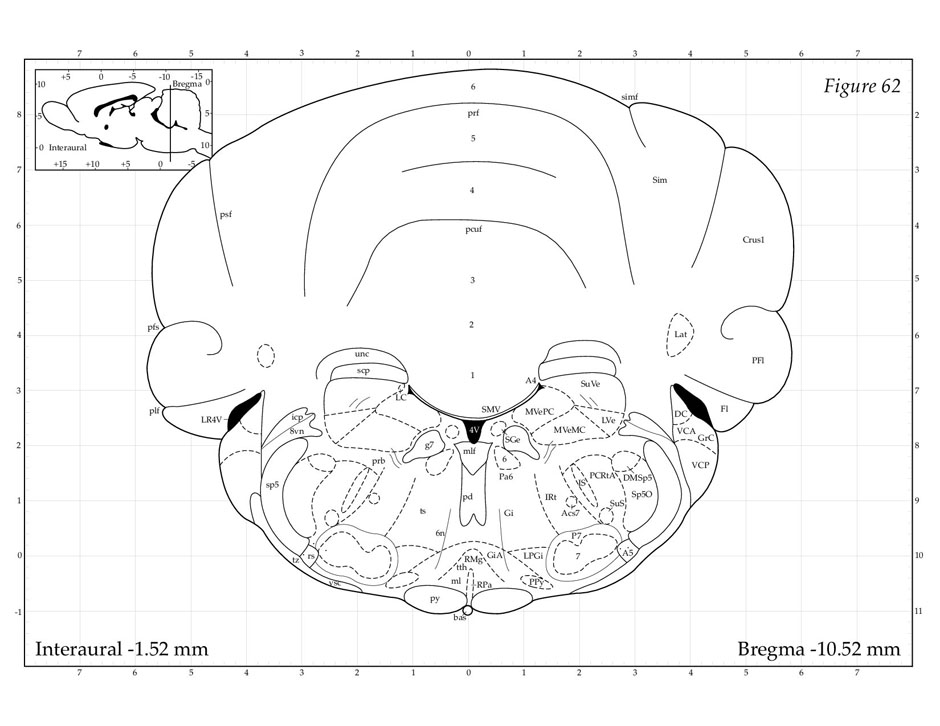 7 6 5 4 3 2 1 0 1 2 3 4 5 6 7
+5 0 -5 -10 -15
Bregma
10 0
5 5
0 Interaural 10
+15 +10 +5 0 -5
Figure 62
6
simf
8 prf 2
5
7 3
4 Sim
psf
6 pcuf Crus1 4
5 3 5
pfs 2
4 Lat 6
unc PFl
scp 1
3 A4 SuVe 7
LC
plf SMV MVePC DC Fl
LR4V icp LVe
8vn 4V MVeMC VCA
g7 SGe GrC
2 mlf 8
prb 6 VCP
Pa6 PCRtA DMSp5
sp5 IS
pd IRt Sp5O
1 SuS 9
ts Gi Acs7
6n P7
0 tz rs RMg GiA LPGi 7 A5 10
tth
vsc ml RPa PPy
py
-1 bas 11
Interaural -1.52 mm
Bregma -10.52 mm
7 6 5 4 3 2 1 0 1 2 3 4 5 6 7